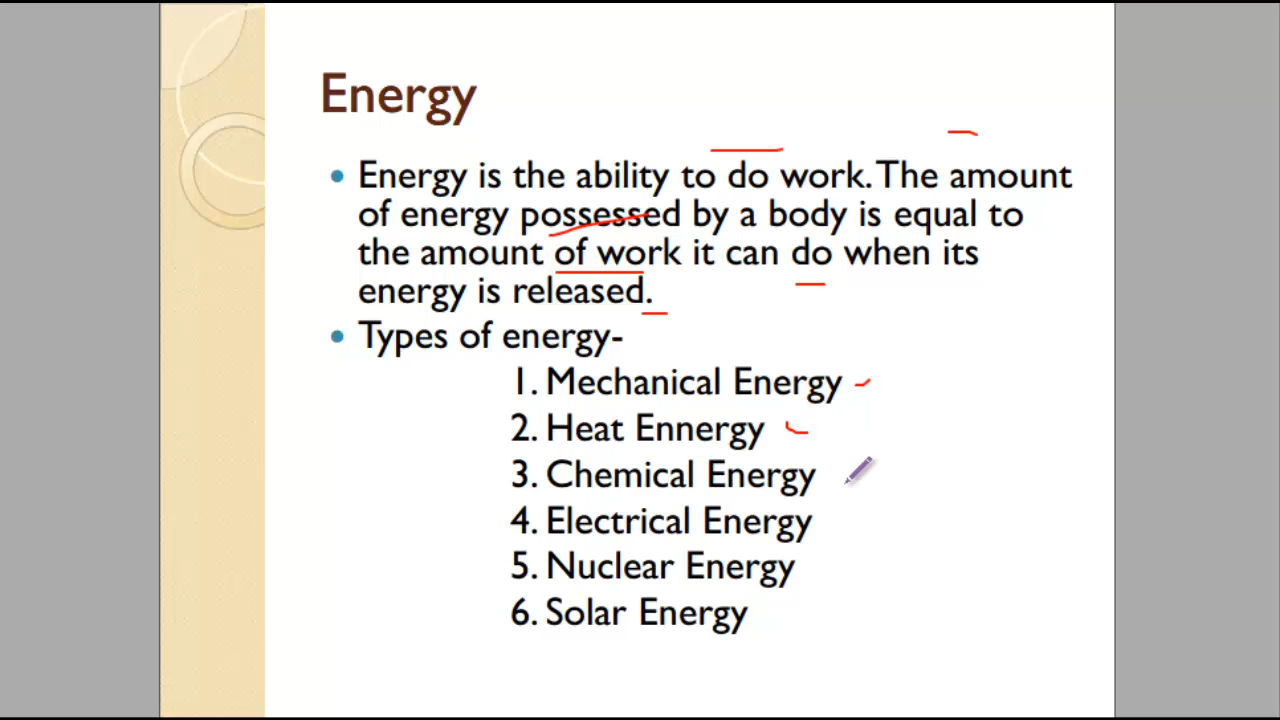 Energy
• Energy is the ability to do work. The amount
of energy possessed by a body is equal to
the amount of work it can do when its
energy is released.
• Types of energy-
1. Mechanical Energy
2. Heat Ennergy
3. Chemical Energy
4. Electrical Energy
5. Nuclear Energy
6. Solar Energy